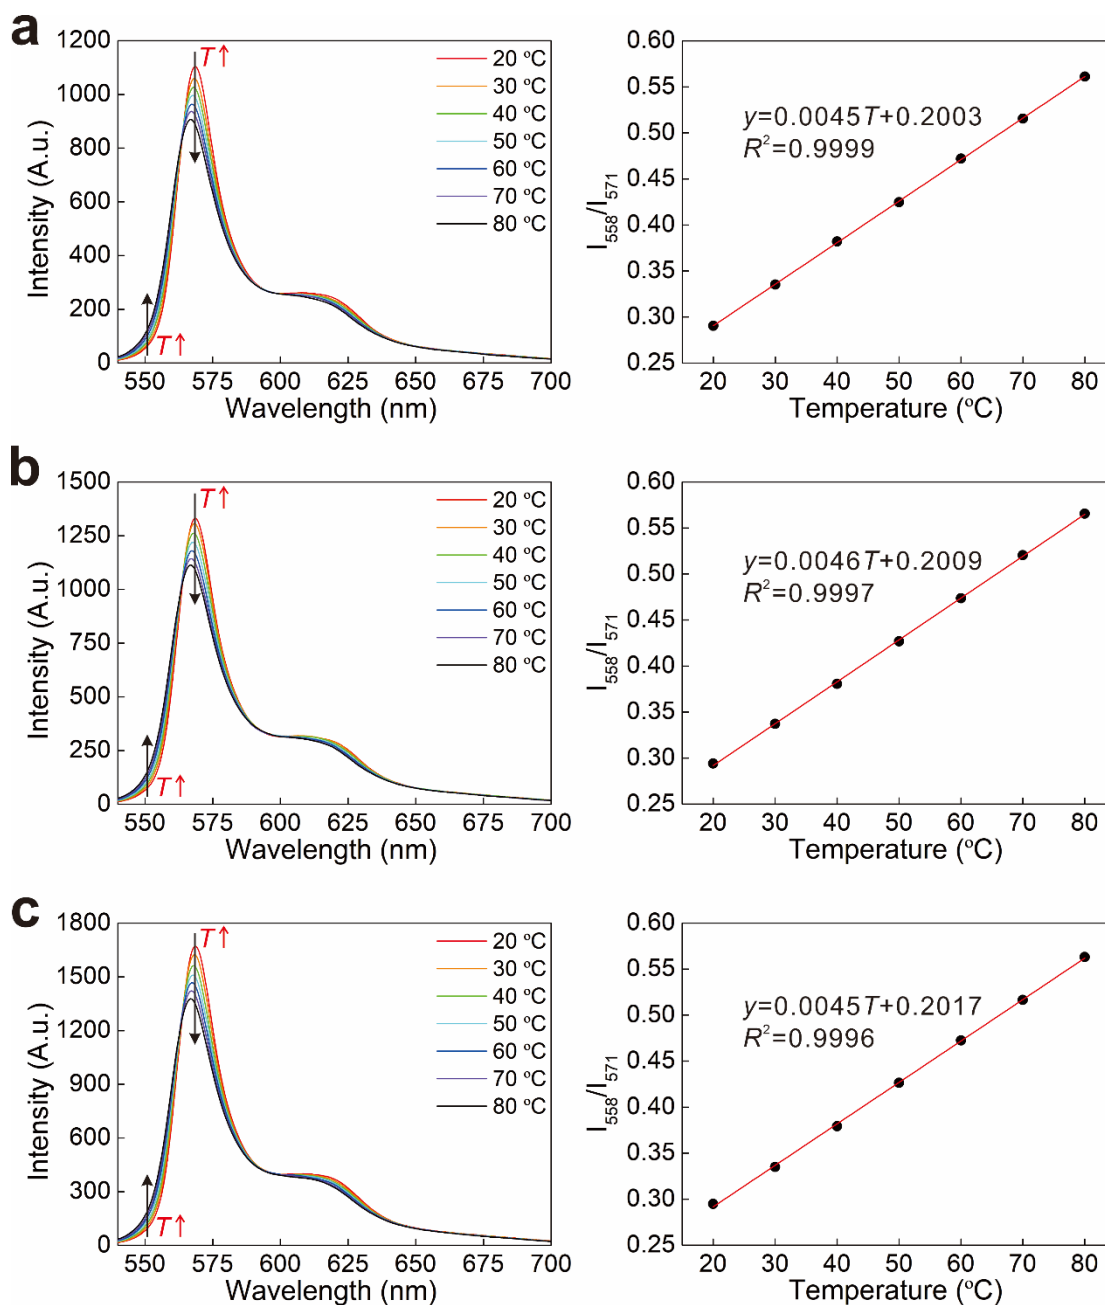 a
1200
1000
800
600
400
200
0
Intensity (A.u.)
550 575 600 625 650 675 700
Wavelength (nm)
T↑
T↑
20 ºC
30 ºC
40 ºC
50 ºC
60 ºC
70 ºC
80 ºC
0.60
0.55
0.50
0.45
0.40
0.35
0.30
0.25
I558/I571
y=0.0045T+0.2003
R²=0.9999
20 30 40 50 60 70 80
Temperature (ºC)
b
1500
1250
1000
750
500
250
0
Intensity (A.u.)
550 575 600 625 650 675 700
Wavelength (nm)
T↑
T↑
20 ºC
30 ºC
40 ºC
50 ºC
60 ºC
70 ºC
80 ºC
0.60
0.55
0.50
0.45
0.40
0.35
0.30
0.25
I558/I571
y=0.0046T+0.2009
R²=0.9997
20 30 40 50 60 70 80
Temperature (ºC)
c
1800
1500
1200
900
600
300
0
Intensity (A.u.)
550 575 600 625 650 675 700
Wavelength (nm)
T↑
T↑
20 ºC
30 ºC
40 ºC
50 ºC
60 ºC
70 ºC
80 ºC
0.60
0.55
0.50
0.45
0.40
0.35
0.30
0.25
I558/I571
y=0.0045T+0.2017
R²=0.9996
20 30 40 50 60 70 80
Temperature (ºC)